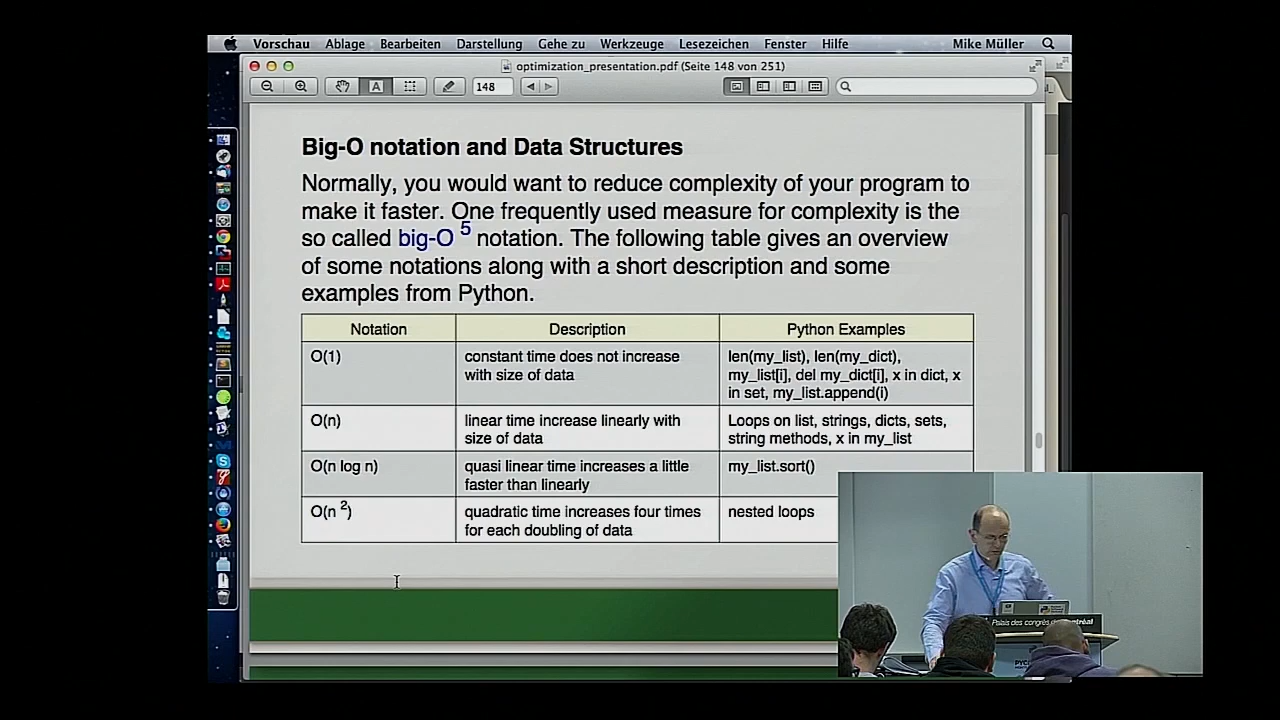 Vorschau Ablage Bearbeiten Darstellung Gehe zu Werkzeuge Lesezeichen Fenster Hilfe Mike Müller
optimization_presentation.pdf (Seite 148 von 251)
A 148
Big-O notation and Data Structures
Normally, you would want to reduce complexity of your program to
make it faster. One frequently used measure for complexity is the
so called big-O 5 notation. The following table gives an overview
of some notations along with a short description and some
examples from Python.
Notation Description Python Examples
O(1) constant time does not increase
with size of data
len(my_list), len(my_dict),
my_list[i], del my_dict[i], x in dict, x
in set, my_list.append(i)
O(n) linear time increase linearly with
size of data
Loops on list, strings, dicts, sets,
string methods, x in my_list
O(n log n) quasi linear time increases a little
faster than linearly
my_list.sort()
O(n 2) quadratic time increases four times
for each doubling of data
nested loops
Palais des congrès de Montréal